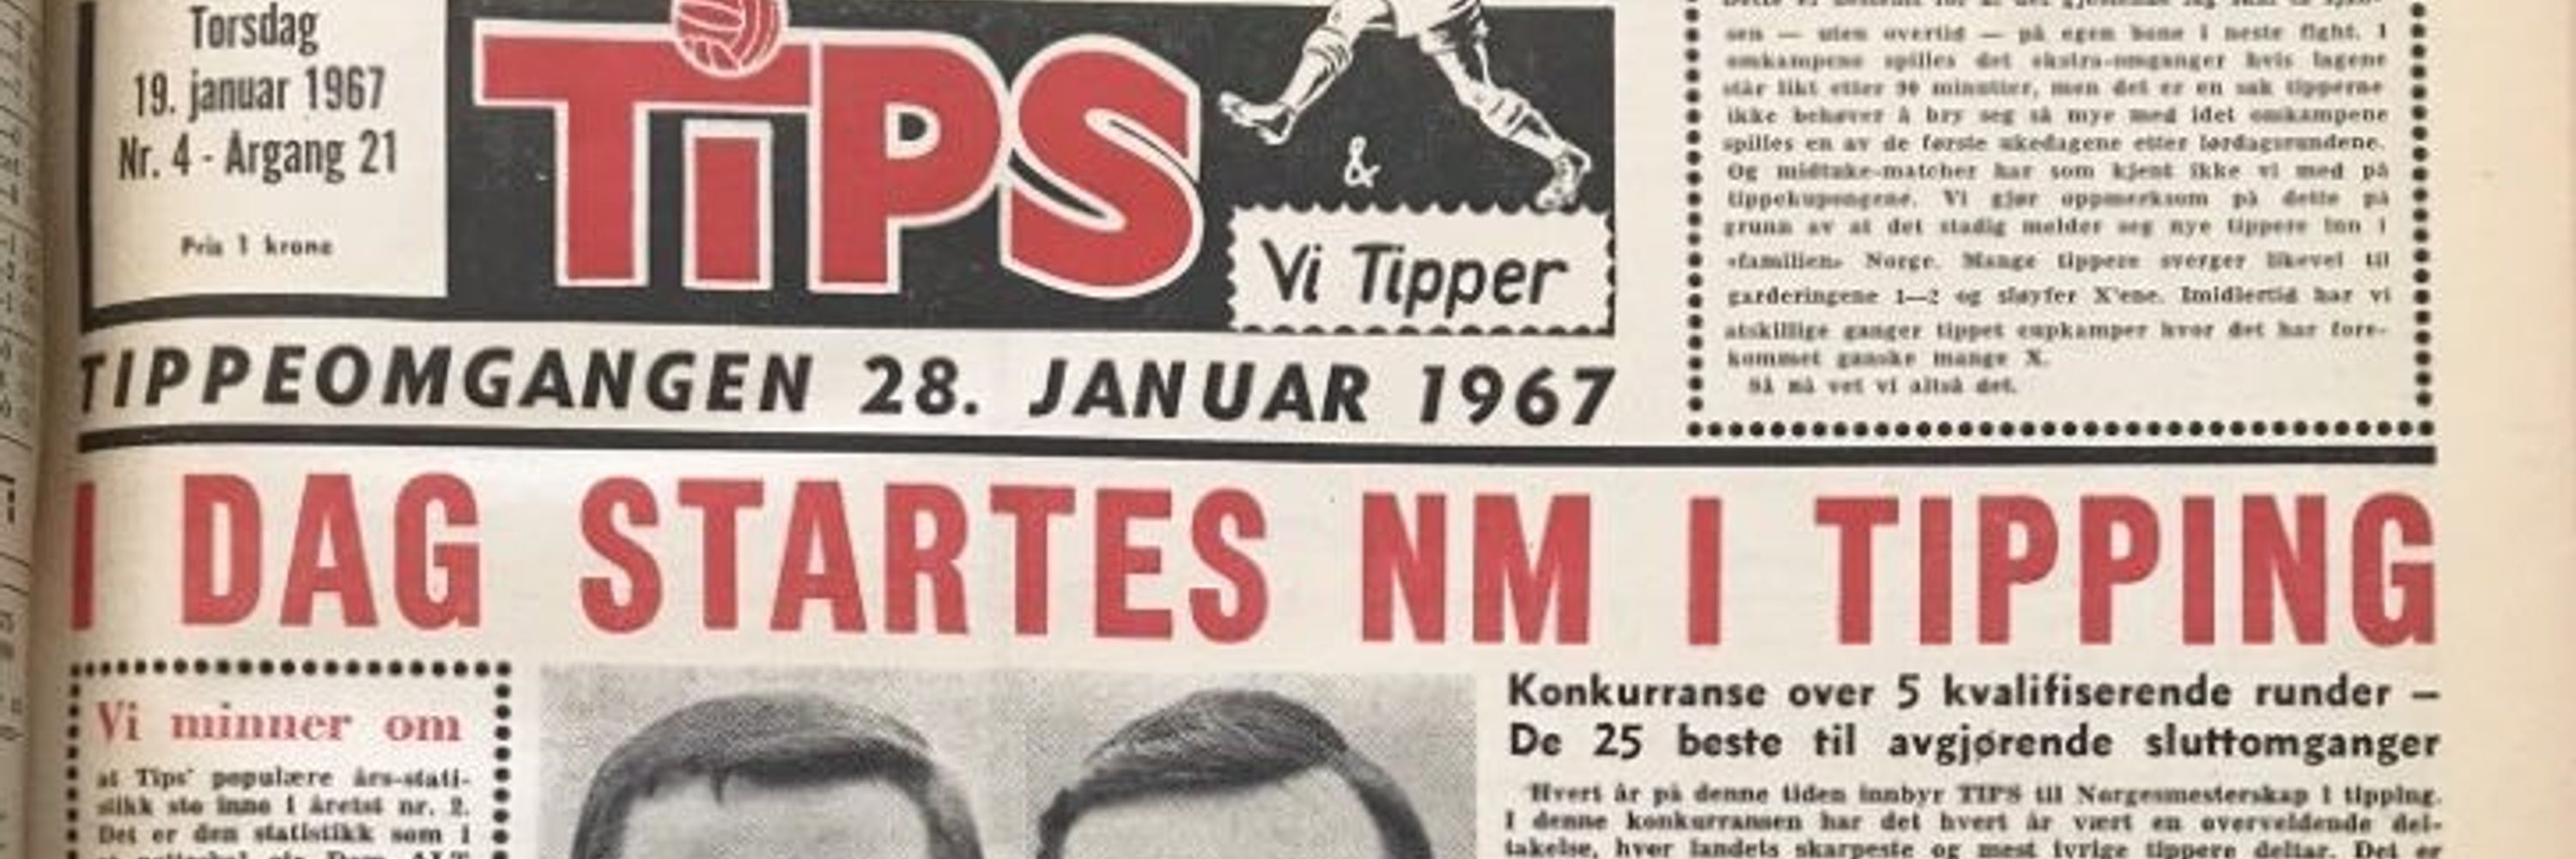 Torsdag
19. januar 1967
Nr. 4 - Årgang 21
Pris 1 krone
TiPS
&
Vi Tipper
TIPPEOMGANGEN 28. JANUAR 1967
sen — uten overtid — på egen bane i neste fight. I
omkampene spilles det ekstra-omganger hvis lagene
står likt etter 90 minutter, men det er en sak tipperne
ikke behøver å bry seg så mye med idet omkampene
spilles en av de første ukedagene etter lørdagsrundene.
Og midtuke-matcher har som kjent ikke vi med på
tippekupongene. Vi gjør oppmerksom på dette på
grunn av at det stadig melder seg nye tippere inn i
«familien» Norge. Mange tippere sverger likevel til
garderingene 1—2 og sløyfer X'ene. Imidlertid har vi
atskillige ganger tippet cupkamper hvor det har fore-
kommet ganske mange X.
Så nå vet vi altså det.
I DAG STARTES NM I TIPPING
Vi minner om
at Tips' populære års-stati-
stikk sto inne i årets nr. 2.
Det er den statistikk som i
Konkurranse over 5 kvalifiserende runder —
De 25 beste til avgjørende sluttomganger
Hvert år på denne tiden innbyr TIPS til Norgesmesterskap i tipping.
I denne konkurransen har det hvert år vært en overveldende del-
takelse, hver landets skarpeste og mest ivrige tippere deltar. Det er